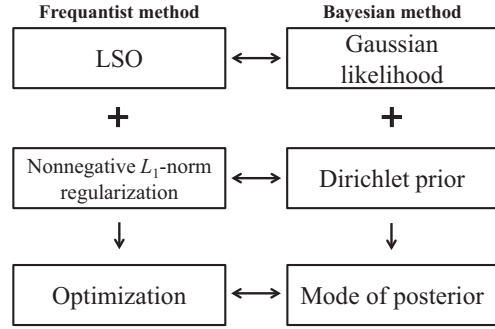 Frequantist method
Bayesian method
LSO
Gaussian
likelihood
+
+
Nonnegative L₁-norm
regularization
Dirichlet prior
Optimization
Mode of posterior